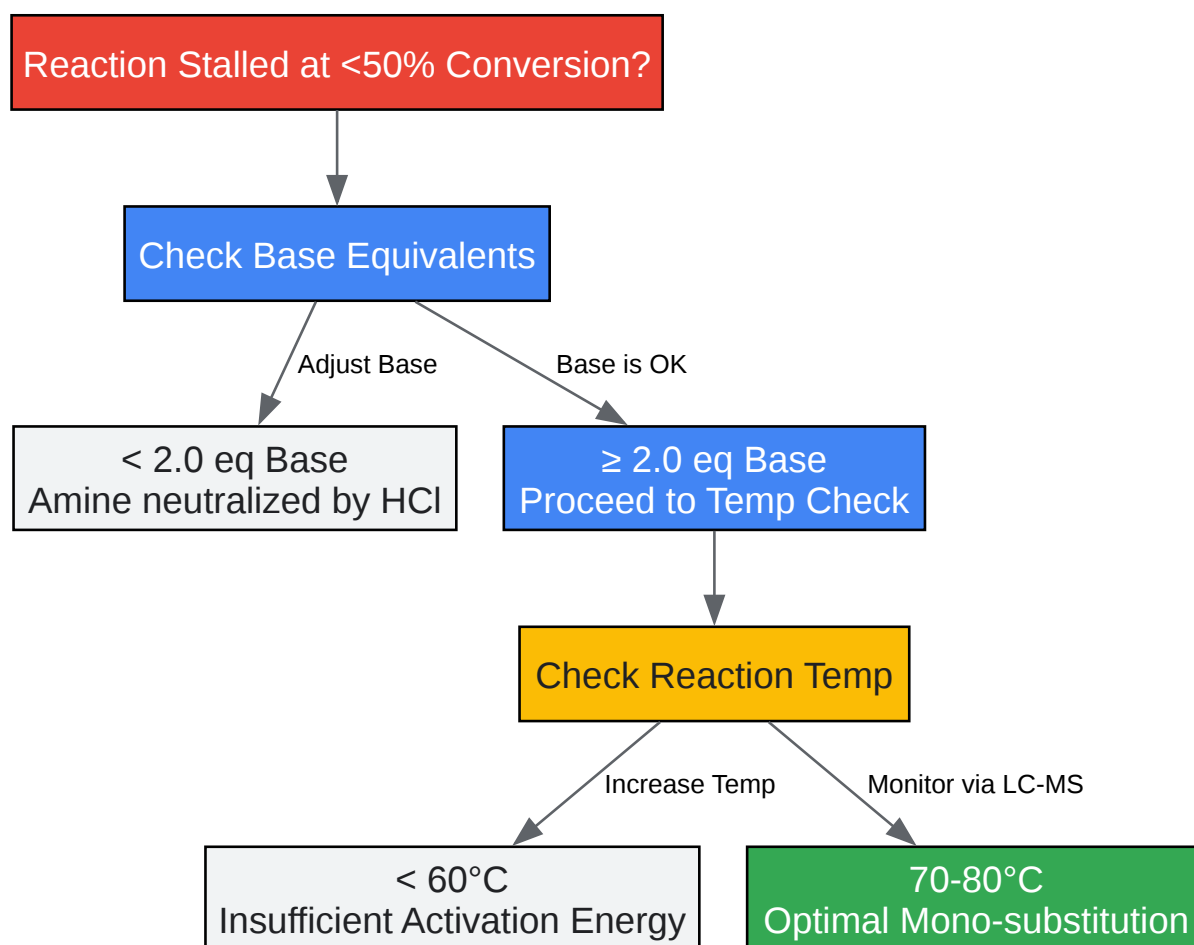 Reaction Stalled at <50% Conversion?
Check Base Equivalents
Adjust Base
Base is OK
< 2.0 eq Base
Amine neutralized by HCl
≥ 2.0 eq Base
Proceed to Temp Check
Check Reaction Temp
Increase Temp
Monitor via LC-MS
< 60°C
Insufficient Activation Energy
70-80°C
Optimal Mono-substitution